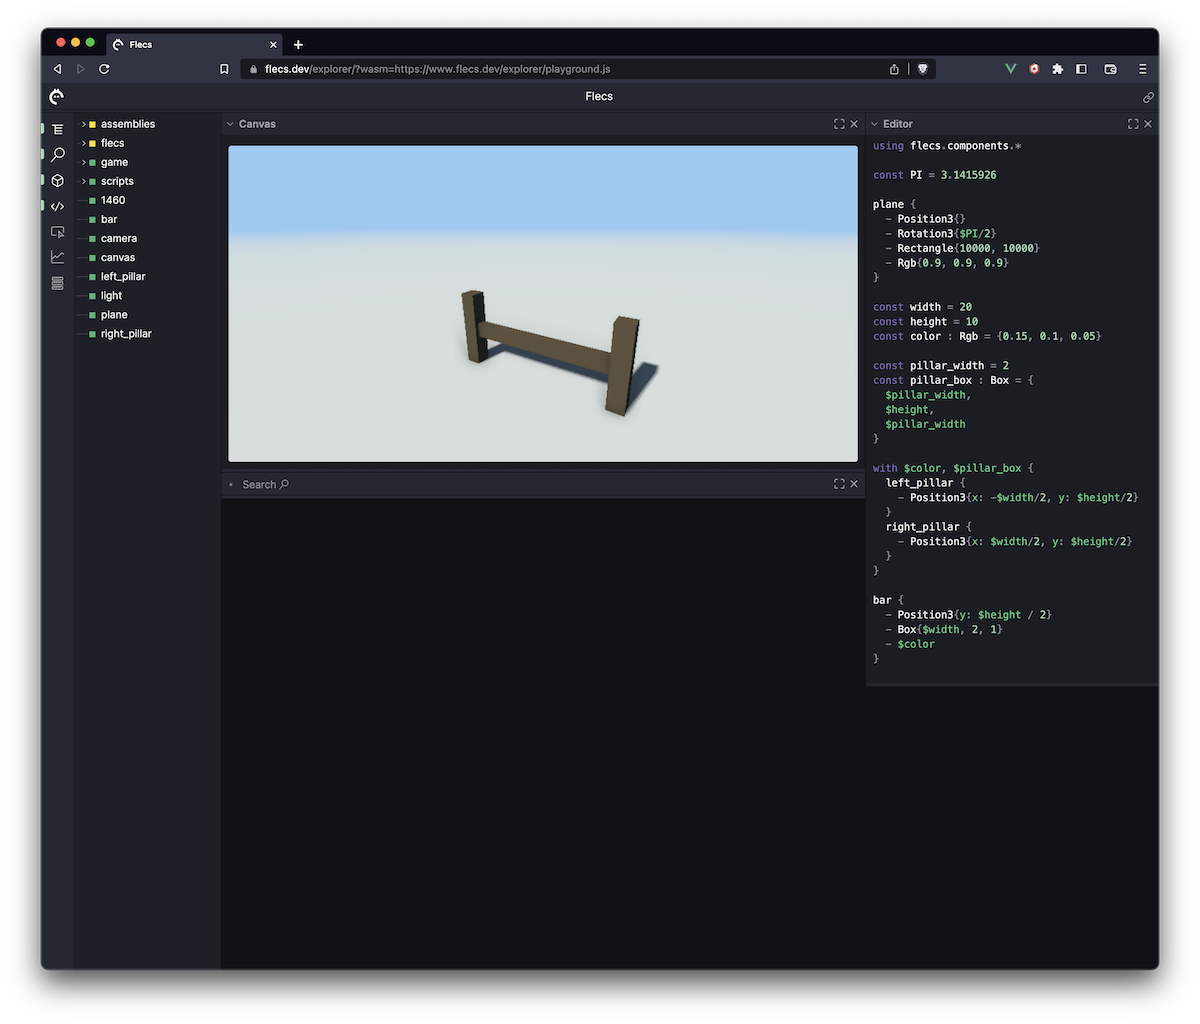 Flecs
flecs.dev/explorer/?wasm=https://www.flecs.dev/explorer/playground.js
Flecs
assemblies
flecs
game
scripts
1460
bar
camera
canvas
left_pillar
light
plane
right_pillar
Canvas
Search
Editor
using flecs.components.*
const PI = 3.1415926
plane {
- Position3{}
- Rotation3{$PI/2}
- Rectangle{10000, 10000}
- Rgb{0.9, 0.9, 0.9}
}
const width = 20
const height = 10
const color : Rgb = {0.15, 0.1, 0.05}
const pillar_width = 2
const pillar_box : Box = {
$pillar_width,
$height,
$pillar_width
}
with $color, $pillar_box {
left_pillar {
- Position3{x: -$width/2, y: $height/2}
}
right_pillar {
- Position3{x: $width/2, y: $height/2}
}
}
bar {
- Position3{y: $height / 2}
- Box{$width, 2, 1}
- $color
}